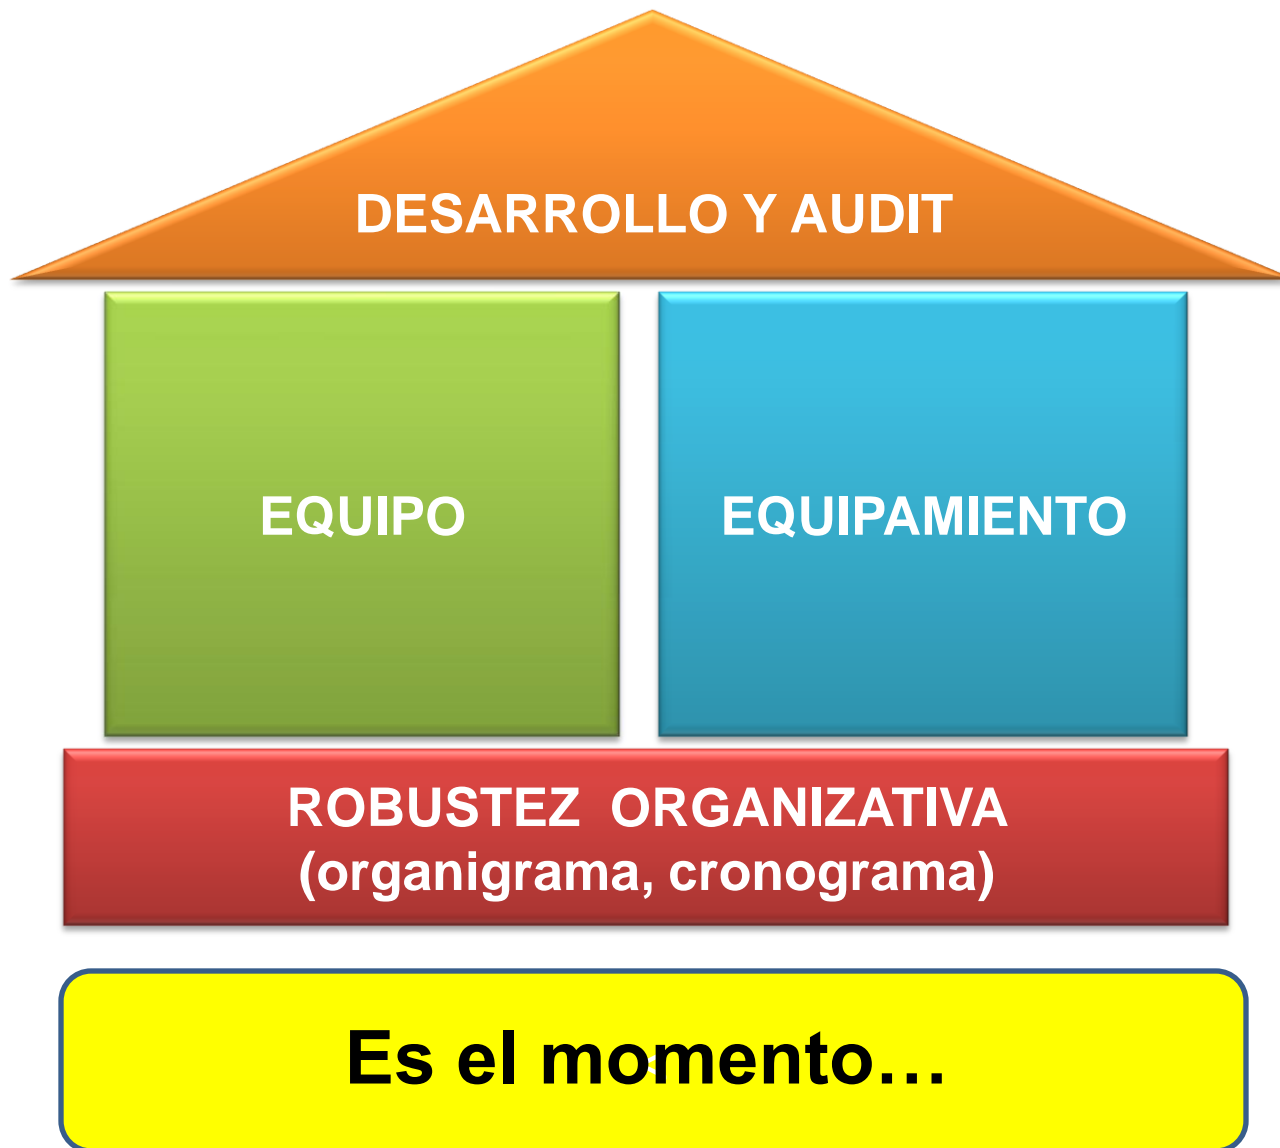 DESARROLLO Y AUDIT
EQUIPO
EQUIPAMIENTO
ROBUSTEZ ORGANIZATIVA
(organigrama, cronograma)
Es el momento…